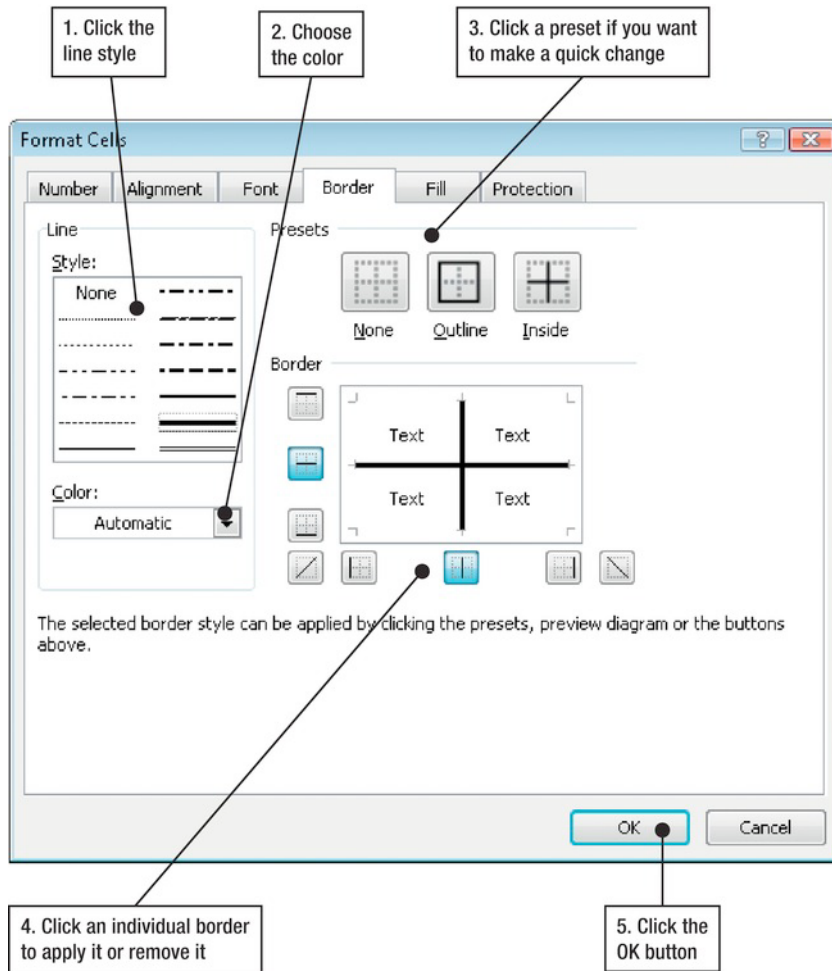 1. Click the
line style
2. Choose
the color
3. Click a preset if you want
to make a quick change
Format Cells
Number
Alignment
Font
Border
Fill
Protection
Line
Style:
None
Color:
Automatic
Presets
None
Outline
Inside
Border
Text
Text
Text
Text
The selected border style can be applied by clicking the presets, preview diagram or the buttons
above.
OK
Cancel
4. Click an individual border
to apply it or remove it
5. Click the
OK button